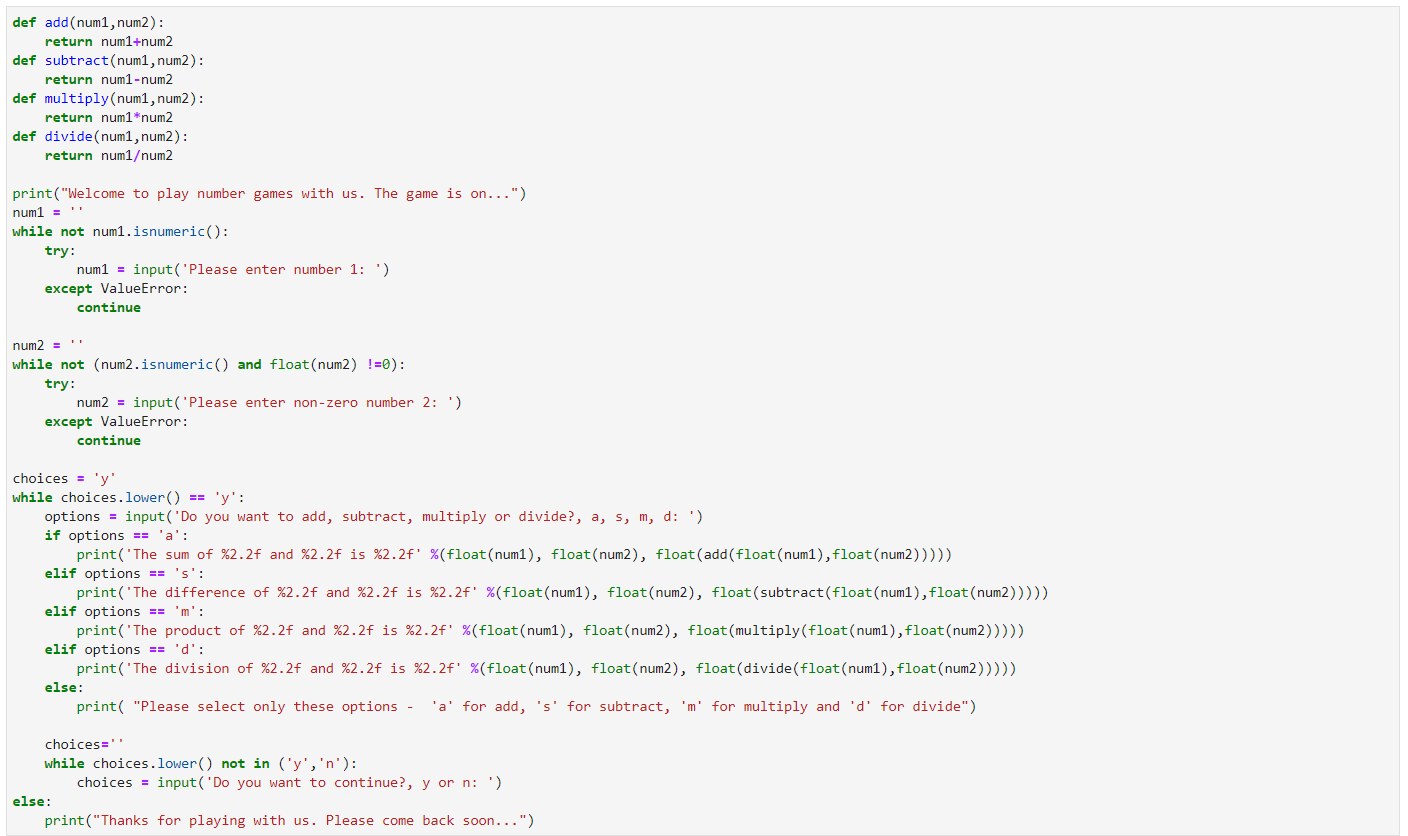 def add(num1,num2):
    return num1+num2
def subtract(num1,num2):
    return num1-num2
def multiply(num1,num2):
    return num1*num2
def divide(num1,num2):
    return num1/num2

print("Welcome to play number games with us. The game is on...")
num1 = ''
while not num1.isnumeric():
    try:
        num1 = input('Please enter number 1: ')
    except ValueError:
        continue

num2 = ''
while not (num2.isnumeric() and float(num2) !=0):
    try:
        num2 = input('Please enter non-zero number 2: ')
    except ValueError:
        continue

choices = 'y'
while choices.lower() == 'y':
    options = input('Do you want to add, subtract, multiply or divide?, a, s, m, d: ')
    if options == 'a':
        print('The sum of %2.2f and %2.2f is %2.2f' %(float(num1), float(num2), float(add(float(num1),float(num2)))))
    elif options == 's':
        print('The difference of %2.2f and %2.2f is %2.2f' %(float(num1), float(num2), float(subtract(float(num1),float(num2)))))
    elif options == 'm':
        print('The product of %2.2f and %2.2f is %2.2f' %(float(num1), float(num2), float(multiply(float(num1),float(num2)))))
    elif options == 'd':
        print('The division of %2.2f and %2.2f is %2.2f' %(float(num1), float(num2), float(divide(float(num1),float(num2)))))
    else:
        print( "Please select only these options -  'a' for add, 's' for subtract, 'm' for multiply and 'd' for divide")

    choices=''
    while choices.lower() not in ('y','n'):
        choices = input('Do you want to continue?, y or n: ')
else:
    print("Thanks for playing with us. Please come back soon...")